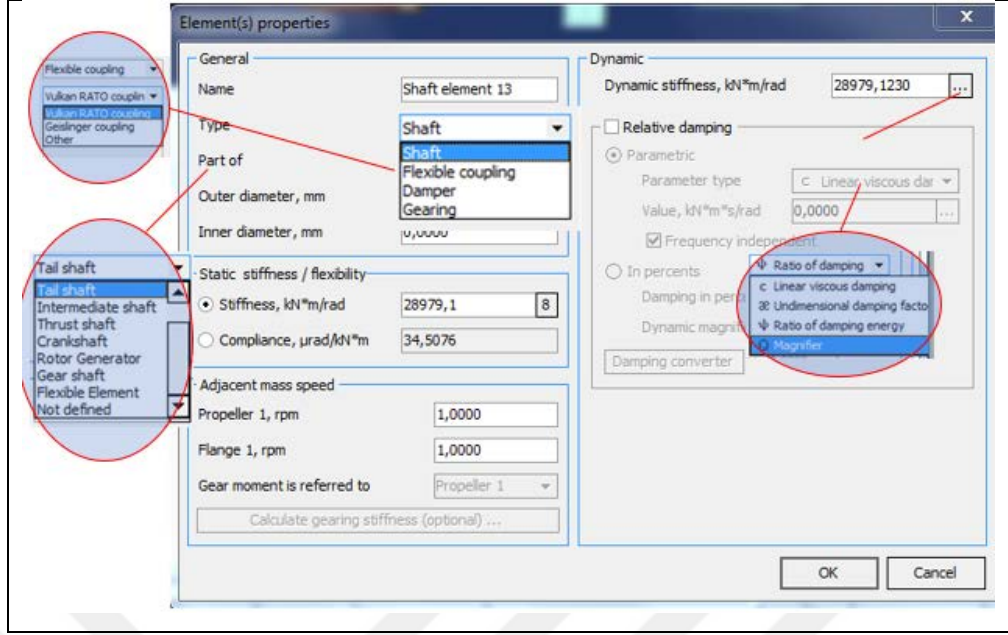 Element(s) properties
x
General
Name
Shaft element 13
Type
Shaft
Shaft
Flexible coupling
Damper
Gearing
Part of
Outer diameter, mm
Inner diameter, mm
0,0000
Static stiffness / flexibility
Stiffness, kN*m/rad
28979,1
8
Compliance, μrad/kN*m
34,5076
Adjacent mass speed
Propeller 1, rpm
1,0000
Flange 1, rpm
1,0000
Gear moment is referred to
Propeller 1
Calculate gearing stiffness (optional) ...
Dynamic
Dynamic stiffness, kN*m/rad
28979,1230
...
Relative damping
Parametric
Parameter type
c Linear viscous dar
Value, kN*m*s/rad
0,0000
...
Frequency independent
In percents
Damping in perc
Dynamic magnif
Damping converter
ψ Ratio of damping
c Linear viscous damping
æ Undimensional damping facto
ψ Ratio of damping energy
Magnifier
OK
Cancel
Flexible coupling
Vulkan RATO couplin
Vulkan RATO coupling
Geislinger coupling
Other
Tail shaft
Tail shaft
Intermediate shaft
Thrust shaft
Crankshaft
Rotor Generator
Gear shaft
Flexible Element
Not defined